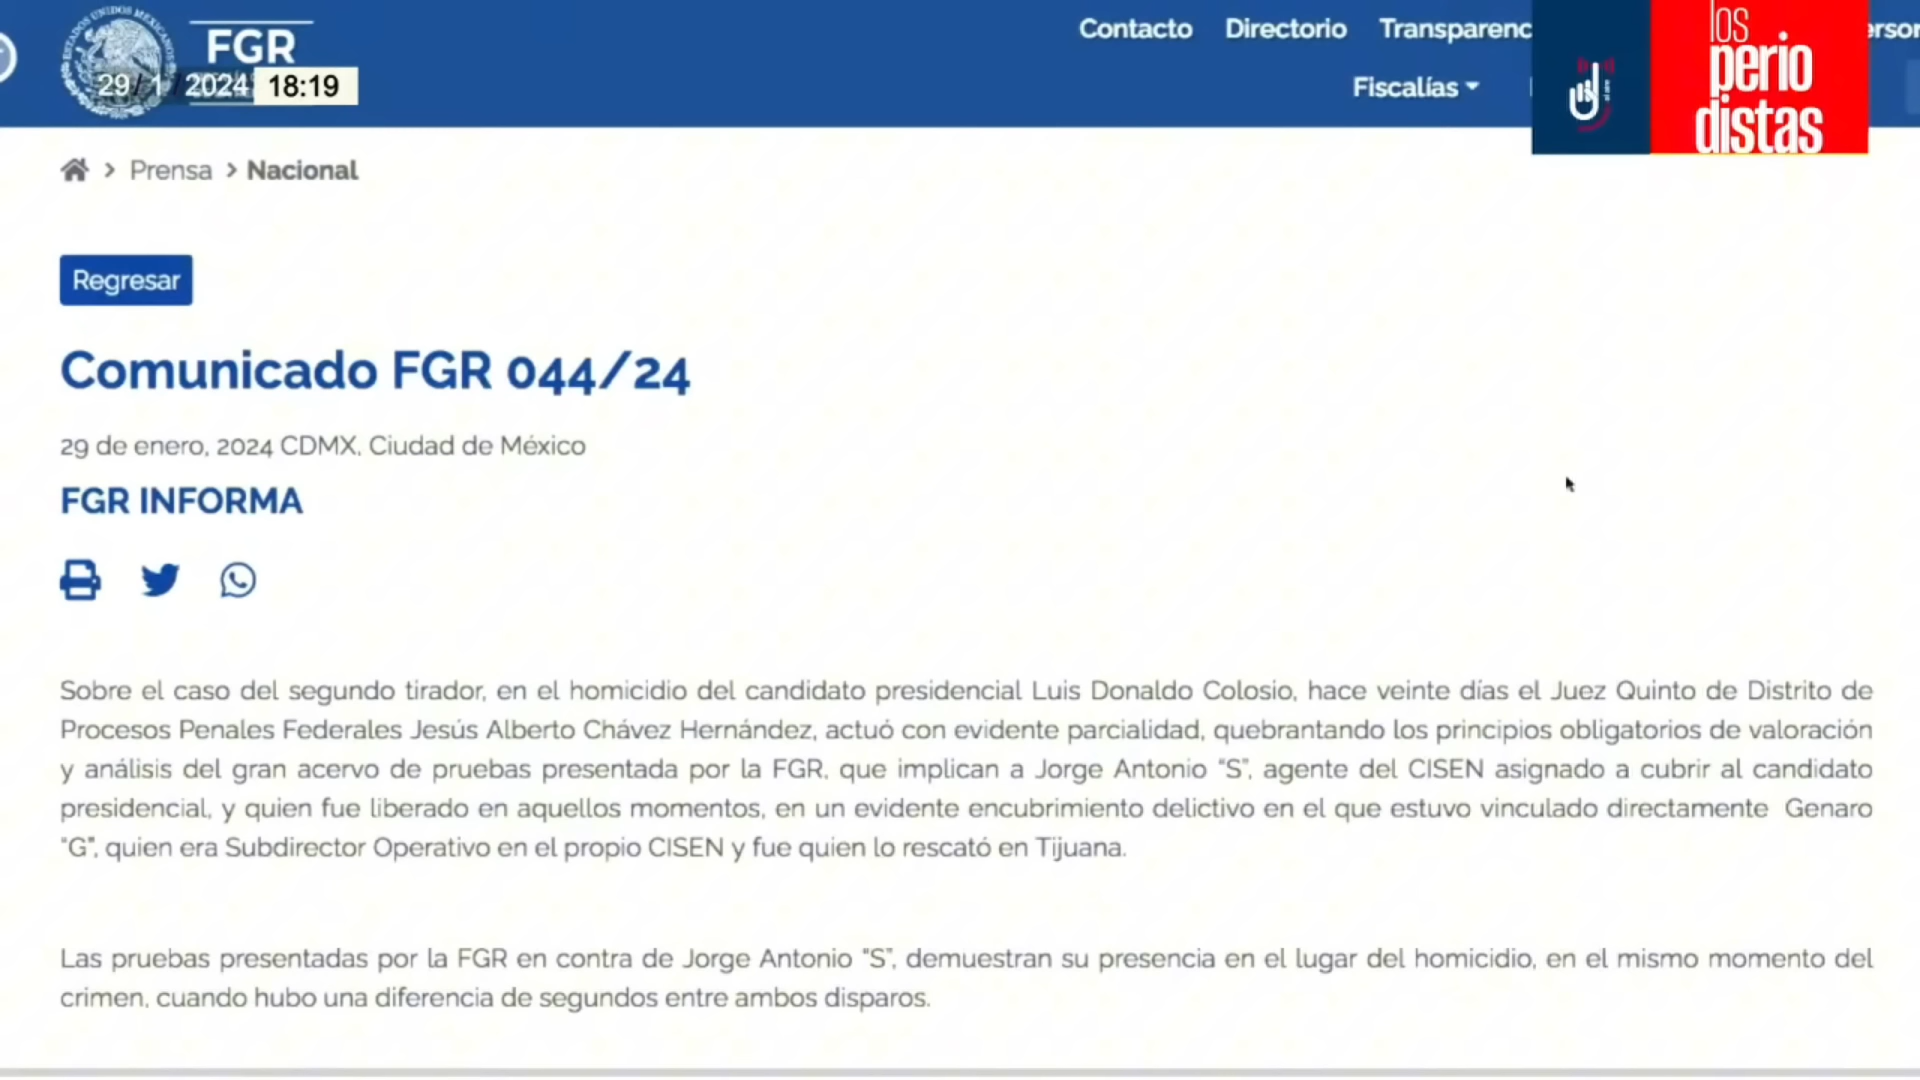 ESTADOS UNIDOS MEXICANOS
FGR
29/ 1/ 2024 18:19
Contacto Directorio Transparenc
Fiscalías
los
perio
distas
Prensa > Nacional
Regresar
Comunicado FGR 044/24
29 de enero, 2024 CDMX, Ciudad de México
FGR INFORMA
Sobre el caso del segundo tirador, en el homicidio del candidato presidencial Luis Donaldo Colosio, hace veinte días el Juez Quinto de Distrito de
Procesos Penales Federales Jesús Alberto Chávez Hernández, actuó con evidente parcialidad, quebrantando los principios obligatorios de valoración
y análisis del gran acervo de pruebas presentada por la FGR, que implican a Jorge Antonio “S”, agente del CISEN asignado a cubrir al candidato
presidencial, y quien fue liberado en aquellos momentos, en un evidente encubrimiento delictivo en el que estuvo vinculado directamente Genaro
“G”, quien era Subdirector Operativo en el propio CISEN y fue quien lo rescató en Tijuana.
Las pruebas presentadas por la FGR en contra de Jorge Antonio “S”, demuestran su presencia en el lugar del homicidio, en el mismo momento del
crimen, cuando hubo una diferencia de segundos entre ambos disparos.